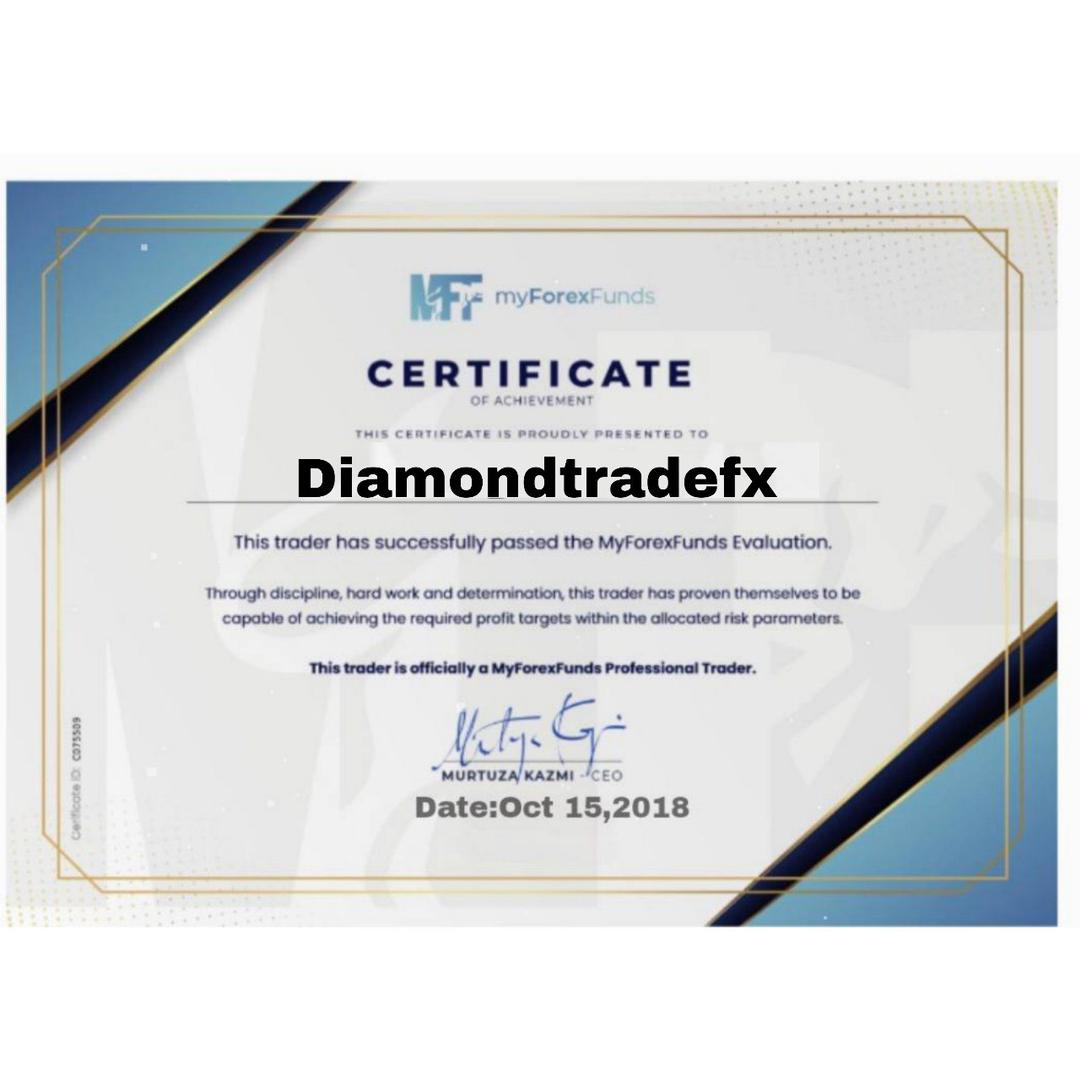 MFF myForexFunds
CERTIFICATE
OF ACHIEVEMENT
THIS CERTIFICATE IS PROUDLY PRESENTED TO
Diamondtradefx
This trader has successfully passed the MyForexFunds Evaluation.
Through discipline, hard work and determination, this trader has proven themselves to be
capable of achieving the required profit targets within the allocated risk parameters.
This trader is officially a MyForexFunds Professional Trader.
MURTUZA KAZMI - CEO
Date:Oct 15,2018
Certificate ID: C075509